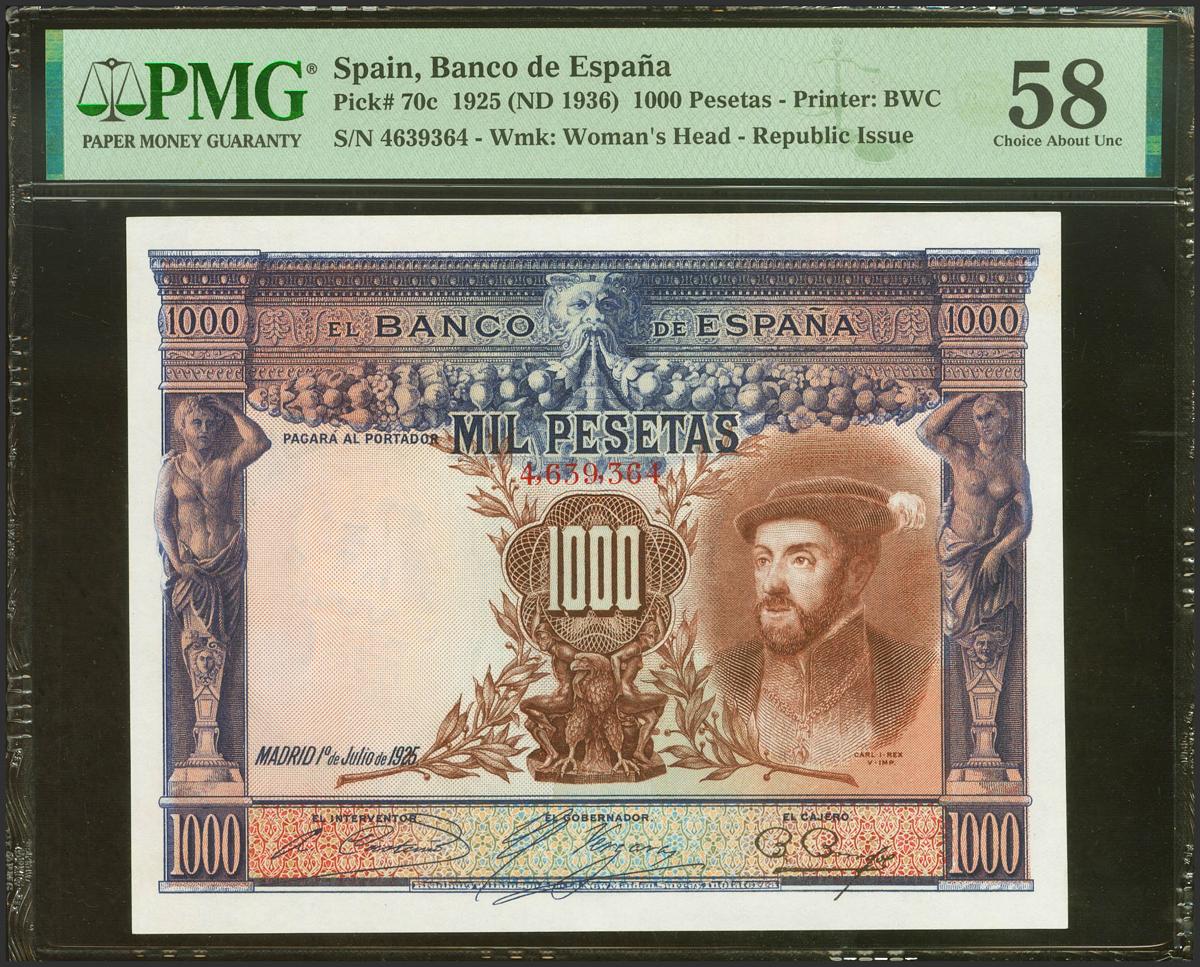 PMG®
PAPER MONEY GUARANTY
Spain, Banco de España
Pick# 70c 1925 (ND 1936) 1000 Pesetas - Printer: BWC
S/N 4639364 - Wmk: Woman's Head - Republic Issue
58
Choice About Unc
1000 EL BANCO DE ESPAÑA 1000
PAGARÁ AL PORTADOR MIL PESETAS
4,639,364
1000
MADRID 1º de Julio de 1925
CARL·I·REX
V·IMP.
EL INTERVENTOR EL GOBERNADOR EL CAJERO
1000 1000